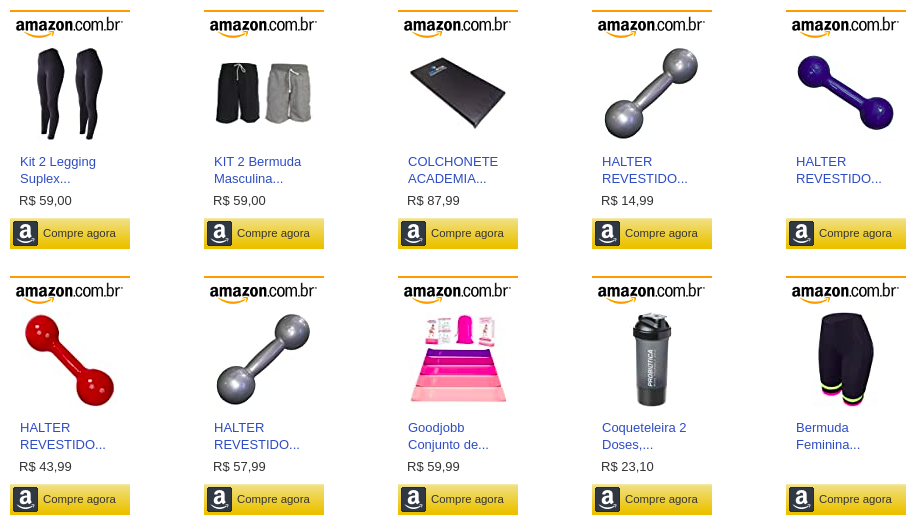 amazon.com.br
Kit 2 Legging
Suplex...
R$ 59,00
Compre agora
amazon.com.br
KIT 2 Bermuda
Masculina...
R$ 59,00
Compre agora
amazon.com.br
COLCHONETE
ACADEMIA...
R$ 87,99
Compre agora
amazon.com.br
HALTER
REVESTIDO...
R$ 14,99
Compre agora
amazon.com.br
HALTER
REVESTIDO...
Compre agora
amazon.com.br
HALTER
REVESTIDO...
R$ 43,99
Compre agora
amazon.com.br
HALTER
REVESTIDO...
R$ 57,99
Compre agora
amazon.com.br
Goodjobb
Conjunto de...
R$ 59,99
Compre agora
amazon.com.br
PROBIÓTICA
Coqueteleira 2
Doses,...
R$ 23,10
Compre agora
amazon.com.br
Bermuda
Feminina...
Compre agora